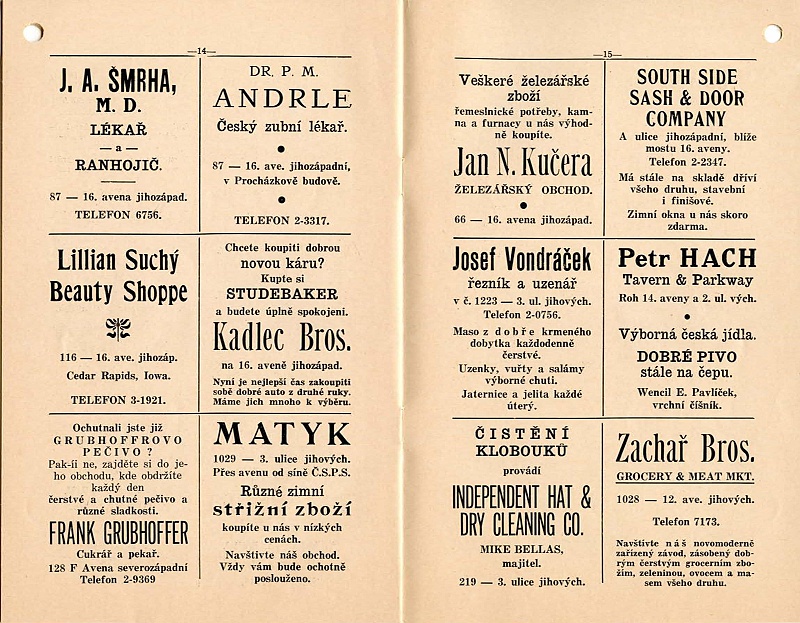 —14—
J. A. ŠMRHA,
M. D.
LÉKAŘ
— a —
RANHOJIČ.
87 — 16. avena jihozápad.
TELEFON 6756.
DR. P. M.
ANDRLE
Český zubní lékař.
87 — 16. ave. jihozápadní,
v Procházkově budově.
TELEFON 2-3317.
Lillian Suchý
Beauty Shoppe
116 — 16. ave. jihozáp.
Cedar Rapids, Iowa.
TELEFON 3-1921.
Chcete koupiti dobrou
novou káru?
Kupte si
STUDEBAKER
a budete úplně spokojeni.
Kadlec Bros.
na 16. aveně jihozápad.
Nyní je nejlepší čas zakoupiti
sobě dobré auto z druhé ruky.
Máme jich mnoho k výběru.
Ochutnali jste již
GRUBHOFFROVO
PEČIVO?
Pak-íi ne, zajděte si do je-
ho obchodu, kde obdržíte
každý den
čerstvé a chutné pečivo a
různé sladkosti.
FRANK GRUBHOFFER
Cukrář a pekař.
128 F Avena severozápadní
Telefon 2-9369
MATYK
1029 — 3. ulice jihových.
Přes avenu od síně Č.S.P.S.
Různé zimní
střižní zboží
koupíte u nás v nízkých
cenách.
Navštivte náš obchod.
Vždy vám bude ochotně
poslouženo.
—15—
Veškeré železářské
zboží
řemeslnické potřeby, kam-
na a furnacy u nás výhod-
ně koupíte.
Jan N. Kučera
ŽELEZÁŘSKÝ OBCHOD.
66 — 16. avena jihozápad.
SOUTH SIDE
SASH & DOOR
COMPANY
A ulice jihozápadní, blíže
mostu 16. aveny.
Telefon 2-2347.
Má stále na skladě dříví
všeho druhu, stavební
i finišové.
Zimní okna u nás skoro
zdarma.
Josef Vondráček
řezník a uzenář
v č. 1223 — 3. ul. jihových.
Telefon 2-0756.
Maso z dobře krmeného
dobytka každodenně
čerstvé.
Uzenky, vuřty a salámy
výborné chuti.
Jaternice a jelita každé
úterý.
Petr HACH
Tavern & Parkway
Roh 14. aveny a 2. ul. vých.
Výborná česká jídla.
DOBRÉ PIVO
stále na čepu.
Wencil E. Pavlíček,
vrchní číšník.
ČISTĚNÍ
KLOBOUKŮ
provádí
INDEPENDENT HAT &
DRY CLEANING CO.
MIKE BELLAS,
majitel.
219 — 3. ulice jihových.
Zachař Bros.
GROCERY & MEAT MKT.
1028 — 12. ave. jihových.
Telefon 7173.
Navštivte náš novomoderně
zařízený závod, zásobený dob-
rým čerstvým grocerním zbo-
žím, zeleninou, ovocem a ma-
sem všeho druhu.